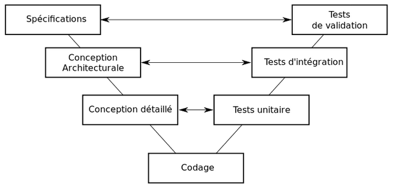 Spécifications
Tests
de validation
Conception
Architecturale
Tests d'intégration
Conception détaillé
Tests unitaire
Codage